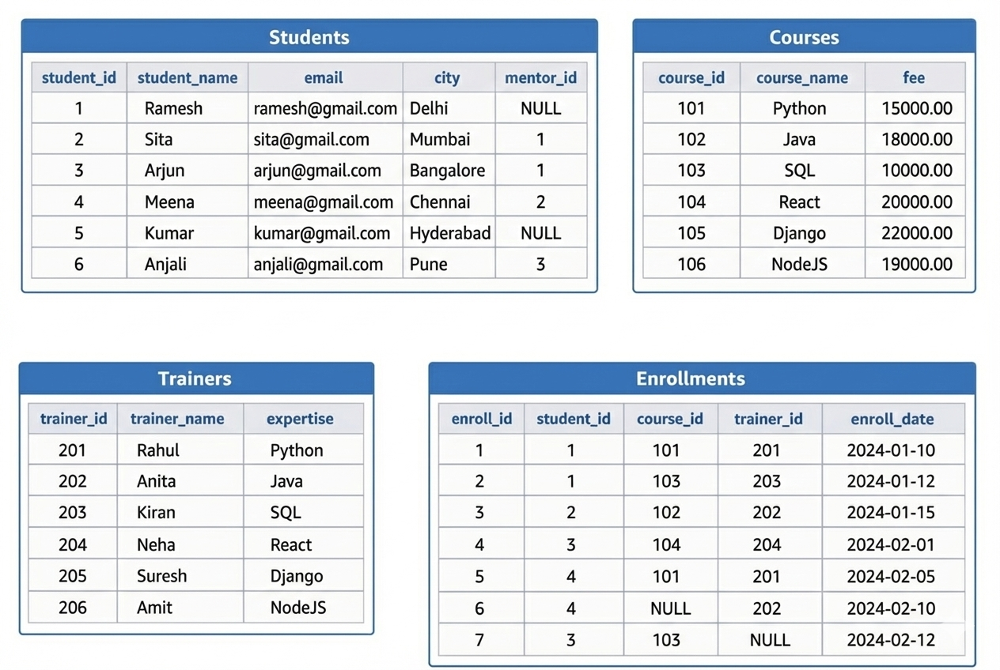 Students
student_id student_name email city mentor_id
1 Ramesh ramesh@gmail.com Delhi NULL
2 Sita sita@gmail.com Mumbai 1
3 Arjun arjun@gmail.com Bangalore 1
4 Meena meena@gmail.com Chennai 2
5 Kumar kumar@gmail.com Hyderabad NULL
6 Anjali anjali@gmail.com Pune 3
Courses
course_id course_name fee
101 Python 15000.00
102 Java 18000.00
103 SQL 10000.00
104 React 20000.00
105 Django 22000.00
106 NodeJS 19000.00
Trainers
trainer_id trainer_name expertise
201 Rahul Python
202 Anita Java
203 Kiran SQL
204 Neha React
205 Suresh Django
206 Amit NodeJS
Enrollments
enroll_id student_id course_id trainer_id enroll_date
1 1 101 201 2024-01-10
2 1 103 203 2024-01-12
3 2 102 202 2024-01-15
4 3 104 204 2024-02-01
5 4 101 201 2024-02-05
6 4 NULL 202 2024-02-10
7 3 103 NULL 2024-02-12